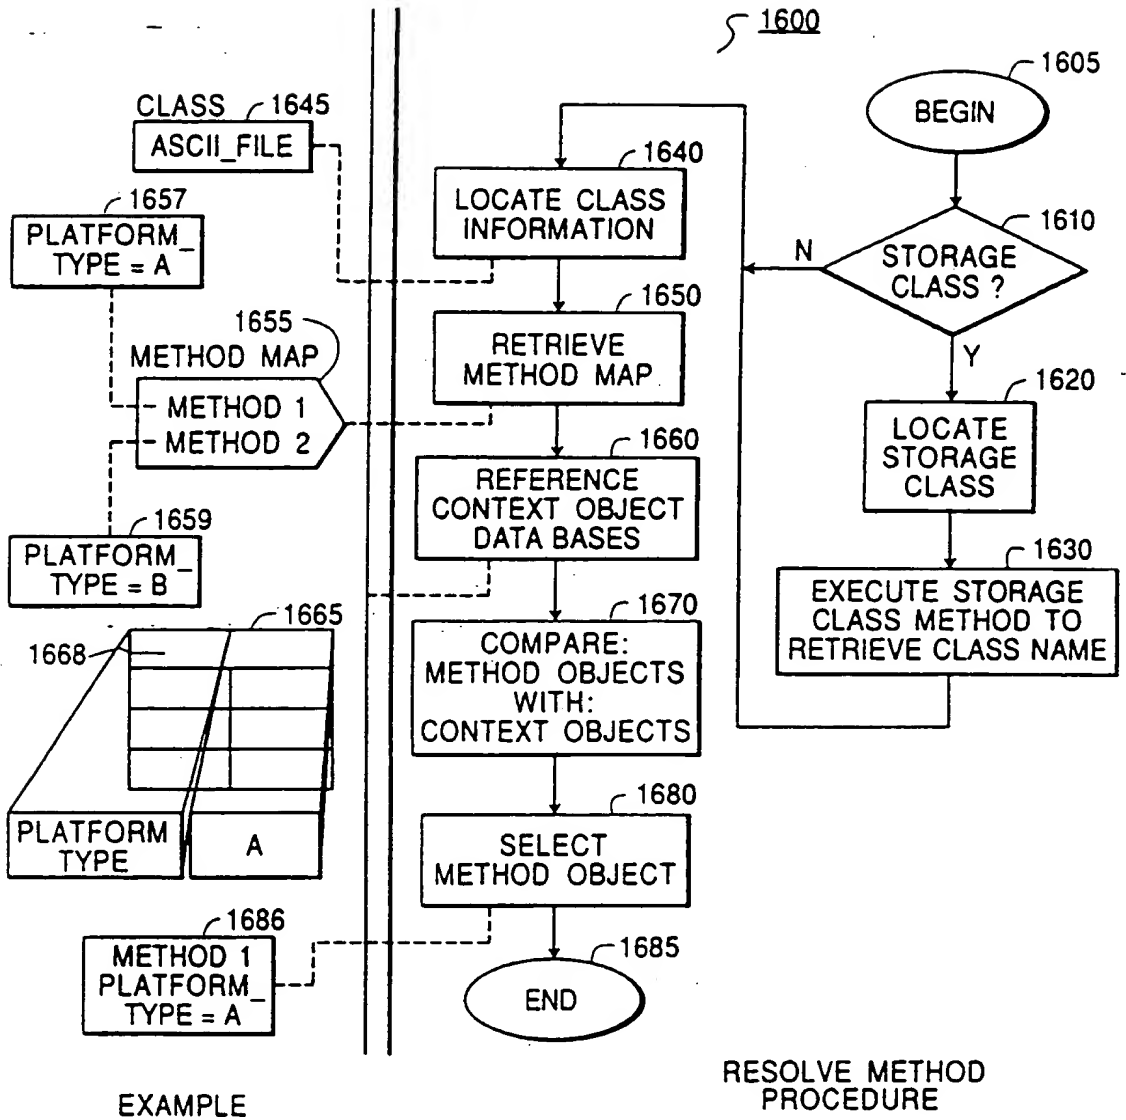 1600
1605
BEGIN
CLASS
1645
ASCII_FILE
1640
LOCATE CLASS
INFORMATION
1657
PLATFORM_
TYPE = A
1610
STORAGE
CLASS ?
N
Y
1650
RETRIEVE
METHOD MAP
1655
METHOD MAP
METHOD 1
METHOD 2
1620
LOCATE
STORAGE
CLASS
1660
REFERENCE
CONTEXT OBJECT
DATA BASES
1659
PLATFORM_
TYPE = B
1630
EXECUTE STORAGE
CLASS METHOD TO
RETRIEVE CLASS NAME
1665
1668
1670
COMPARE:
METHOD OBJECTS
WITH:
CONTEXT OBJECTS
PLATFORM
TYPE
A
1680
SELECT
METHOD OBJECT
1686
METHOD 1
PLATFORM_
TYPE = A
1685
END
EXAMPLE
RESOLVE METHOD
PROCEDURE